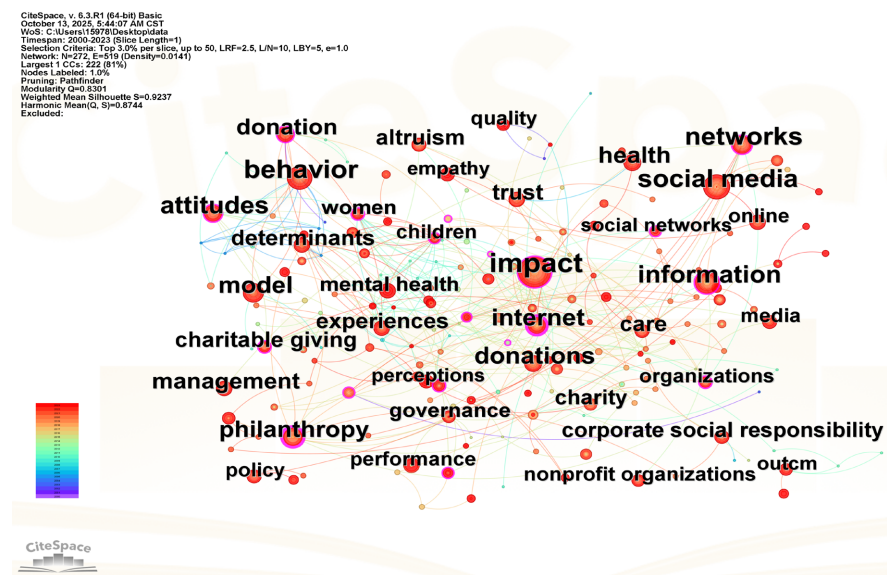 CiteSpace, v. 6.3.R1 (64-bit) Basic
October 13, 2025, 5:44:07 AM CST
WoS: C:\Users\15978\Desktop\data
Timespan: 2000-2023 (Slice Length=1)
Selection Criteria: Top 3.0% per slice, up to 50, LRF=2.5, L/N=10, LBY=5, e=1.0
Network: N=272, E=519 (Density=0.0141)
Largest 1 CCs: 222 (81%)
Nodes Labeled: 1.0%
Pruning: Pathfinder
Modularity Q=0.8301
Weighted Mean Silhouette S=0.9237
Harmonic Mean(Q, S)=0.8744
Excluded:
quality
donation
altruism
networks
health
behavior
empathy
social media
trust
attitudes
women
online
social networks
children
determinants
impact
information
model
mental health
internet
media
experiences
care
charitable giving
donations
perceptions
organizations
management
charity
governance
philanthropy
corporate social responsibility
performance
policy
outcm
nonprofit organizations
CiteSpace